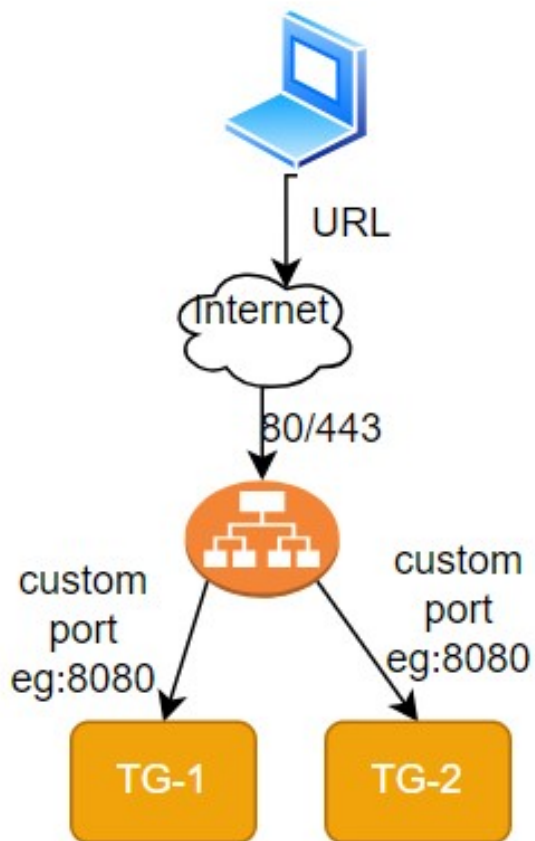 URL
Internet
80/443
custom
port
eg:8080
custom
port
eg:8080
TG-1
TG-2